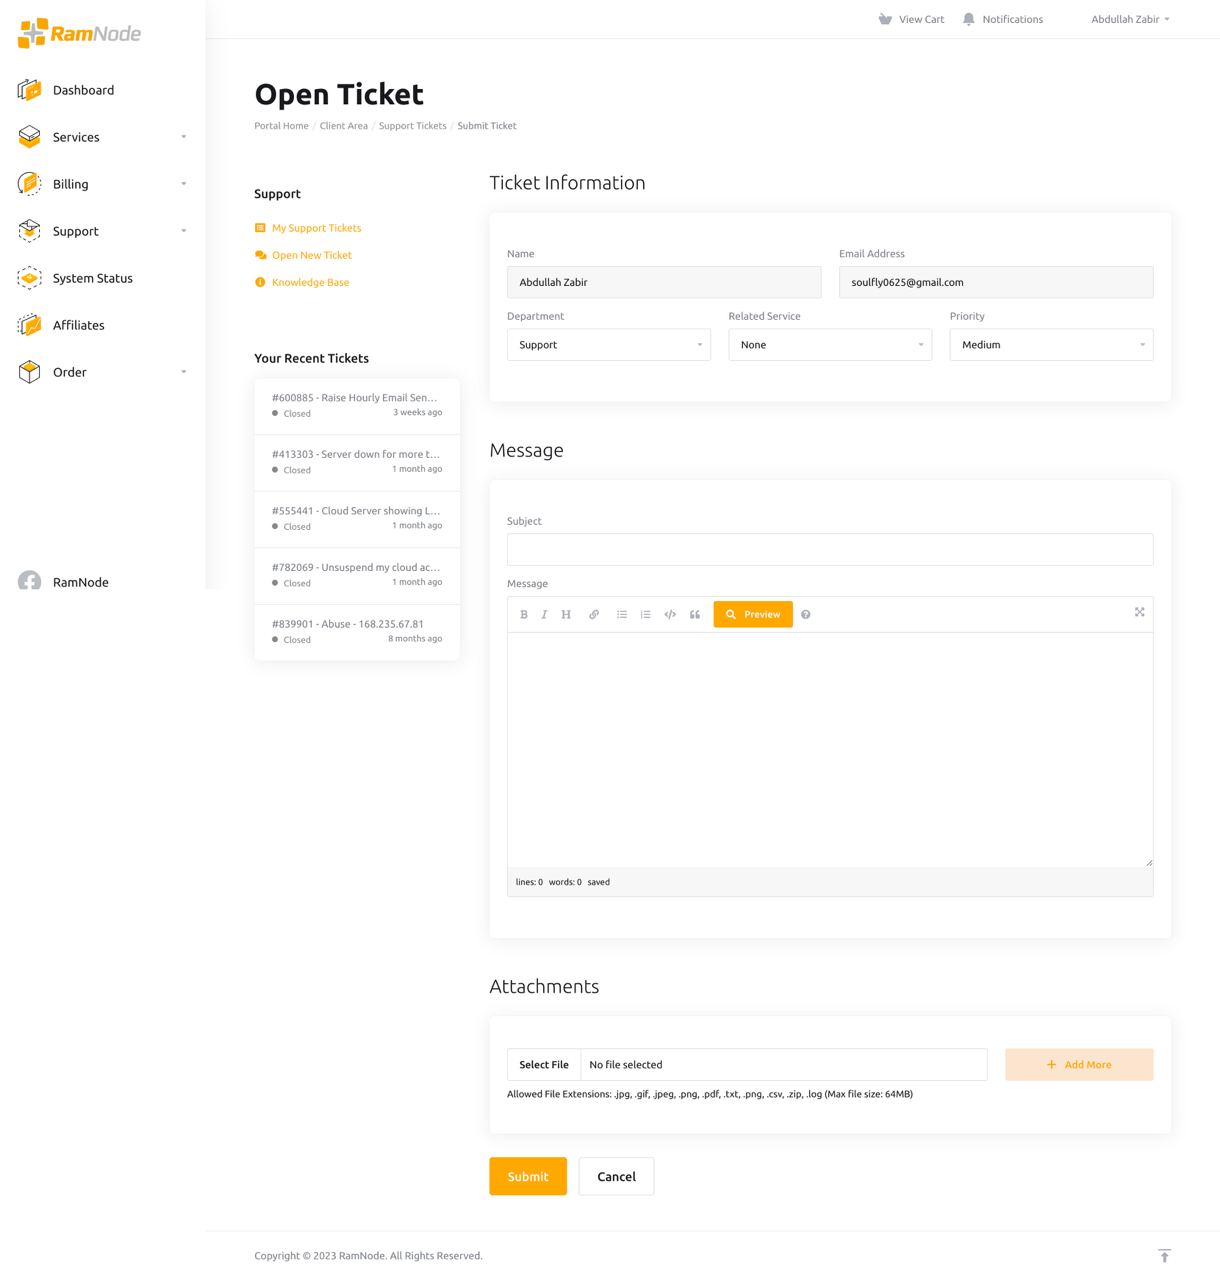 RamNode
View Cart
Notifications
Abdullah Zabir
Dashboard
Services
Billing
Support
System Status
Affiliates
Order
RamNode
Open Ticket
Portal Home / Client Area / Support Tickets / Submit Ticket
Support
My Support Tickets
Open New Ticket
Knowledge Base
Your Recent Tickets
#600885 - Raise Hourly Email Sen...
Closed 3 weeks ago
#413303 - Server down for more t...
Closed 1 month ago
#555441 - Cloud Server showing L...
Closed 1 month ago
#782069 - Unsuspend my cloud ac...
Closed 1 month ago
#839901 - Abuse - 168.235.67.81
Closed 8 months ago
Ticket Information
Name Email Address
Abdullah Zabir soulfly0625@gmail.com
Department Related Service Priority
Support None Medium
Message
Subject
Message
B I H Preview
lines: 0 words: 0 saved
Attachments
Select File No file selected Add More
Allowed File Extensions: .jpg, .gif, .jpeg, .png, .pdf, .txt, .png, .csv, .zip, .log (Max file size: 64MB)
Submit Cancel
Copyright © 2023 RamNode. All Rights Reserved.